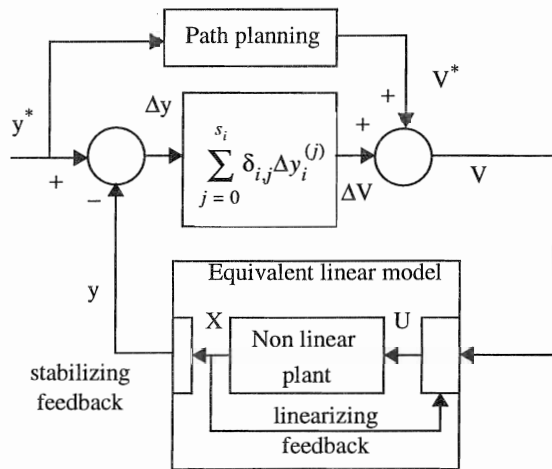 Path planning
V*
y*
Δy
+
+
+
−
s_i
∑ δ_{i,j} Δy_i^{(j)}
j = 0
ΔV
V
Equivalent linear model
y
X
U
Non linear
plant
stabilizing
feedback
linearizing
feedback